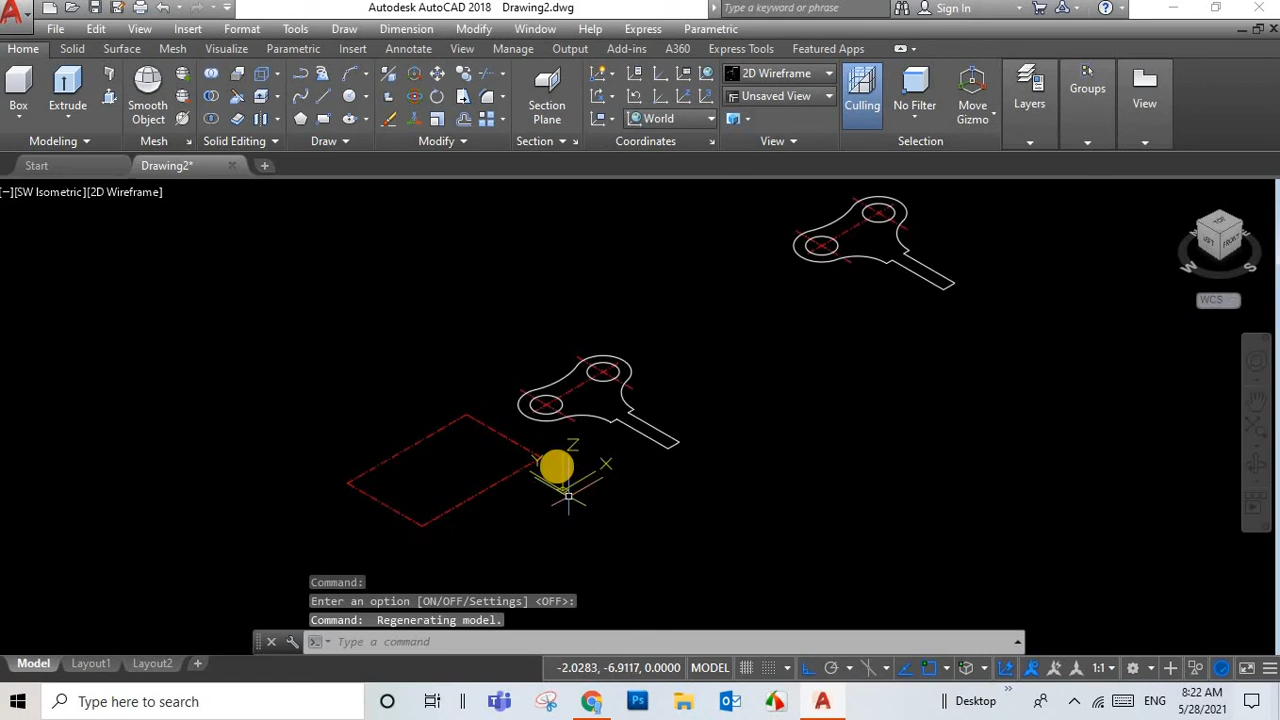 Autodesk AutoCAD 2018 Drawing2.dwg
Type a keyword or phrase
Sign In
File Edit View Insert Format Tools Draw Dimension Modify Window Help Express Parametric
Home Solid Surface Mesh Visualize Parametric Insert Annotate View Manage Output Add-ins A360 Express Tools Featured Apps
2D Wireframe
Unsaved View
World
Box Extrude Smooth Object Section Plane Culling No Filter Move Gizmo Layers Groups View
Modeling Mesh Solid Editing Draw Modify Section Coordinates View Selection
Start Drawing2*
[−][SW Isometric][2D Wireframe]
TOP
LEFT FRONT
W S
WCS
Z
Y X
Command:
Enter an option [ON/OFF/Settings] <OFF>:
Command: Regenerating model.
Type a command
Model Layout1 Layout2
-2.0283, -6.9117, 0.0000 MODEL 1:1
Type here to search
Desktop
ENG
8:22 AM
5/28/2021